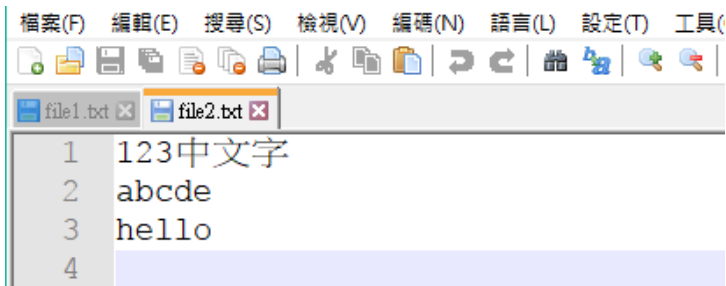 檔案(F) 編輯(E) 搜尋(S) 檢視(V) 編碼(N) 語言(L) 設定(T) 工具(
file1.txt file2.txt
1 123中文字
2 abcde
3 hello
4